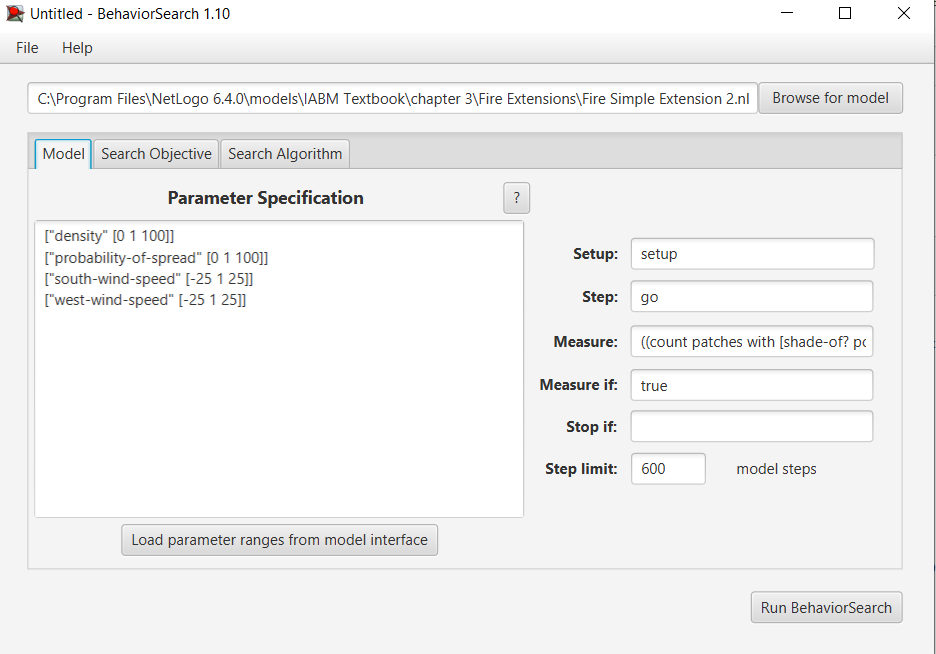 Untitled - BehaviorSearch 1.10
File Help
C:\Program Files\NetLogo 6.4.0\models\IABM Textbook\chapter 3\Fire Extensions\Fire Simple Extension 2.nl
Browse for model
Model Search Objective Search Algorithm
Parameter Specification
?
["density" [0 1 100]]
["probability-of-spread" [0 1 100]]
["south-wind-speed" [-25 1 25]]
["west-wind-speed" [-25 1 25]]
Load parameter ranges from model interface
Setup: setup
Step: go
Measure: ((count patches with [shade-of? pc
Measure if: true
Stop if:
Step limit: 600 model steps
Run BehaviorSearch